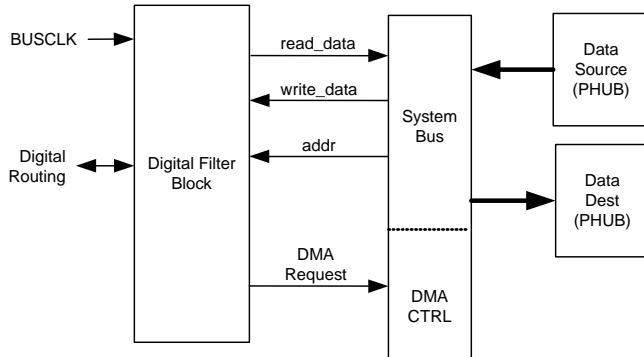 BUSCLK
Digital
Routing
Digital Filter
Block
read_data
write_data
addr
DMA
Request
System
Bus
DMA
CTRL
Data
Source
(PHUB)
Data
Dest
(PHUB)